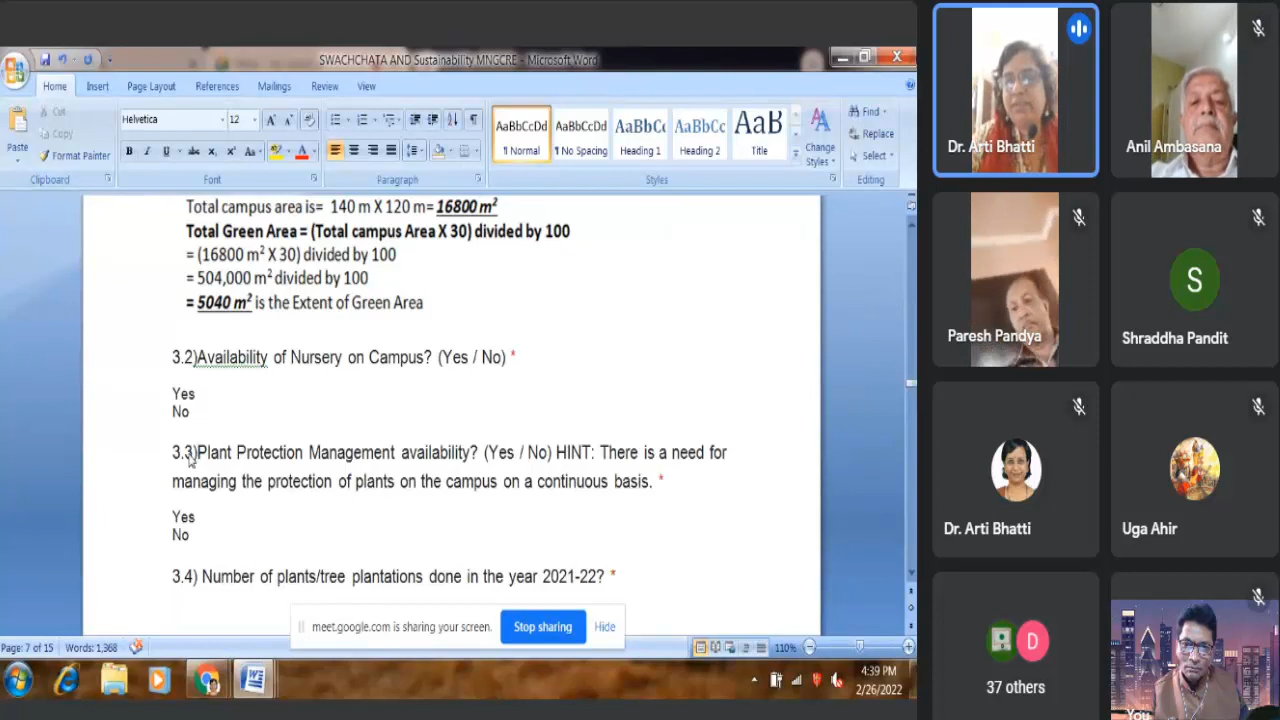 SWACHCHATA AND Sustainability MNGCRE - Microsoft Word
Home Insert Page Layout References Mailings Review View
Paste
Cut
Copy
Format Painter
Clipboard
Helvetica 12
Font
Paragraph
AaBbCcDd AaBbCcDd AaBbCc AaBbCc AaB
¶ Normal ¶ No Spacing Heading 1 Heading 2 Title
Change Styles
Styles
Find
Replace
Select
Editing
Total campus area is= 140 m X 120 m= 16800 m²
Total Green Area = (Total campus Area X 30) divided by 100
= (16800 m² X 30) divided by 100
= 504,000 m² divided by 100
= 5040 m² is the Extent of Green Area
3.2)Availability of Nursery on Campus? (Yes / No) *
Yes
No
3.3)Plant Protection Management availability? (Yes / No) HINT: There is a need for
managing the protection of plants on the campus on a continuous basis. *
Yes
No
3.4) Number of plants/tree plantations done in the year 2021-22? *
meet.google.com is sharing your screen. Stop sharing Hide
Page: 7 of 15 Words: 1,368 110%
4:39 PM
2/26/2022
Dr. Arti Bhatti
Anil Ambasana
Paresh Pandya
S
Shraddha Pandit
Dr. Arti Bhatti
Uga Ahir
D
37 others
You